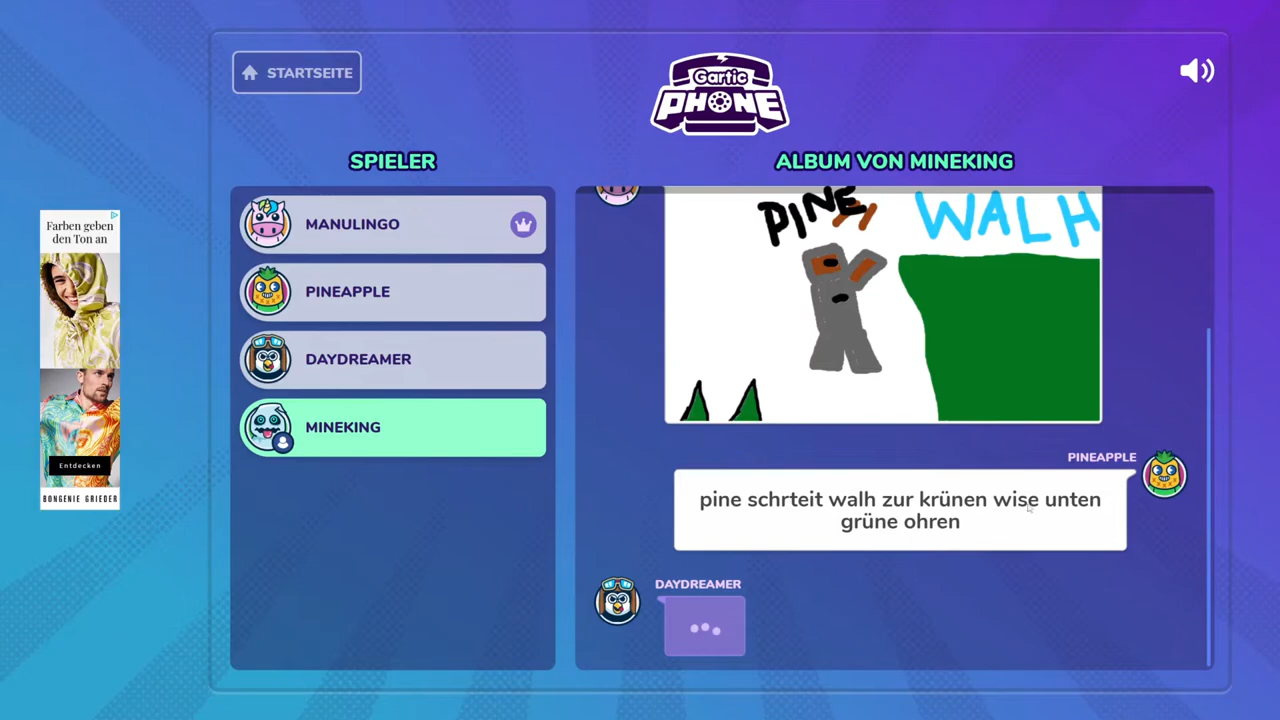 STARTSEITE
Gartic
PHONE
SPIELER
ALBUM VON MINEKING
MANULINGO
PINEAPPLE
DAYDREAMER
MINEKING
Farben geben
den Ton an
Entdecken
BONGENIE GRIEDER
PINE WALH
PINEAPPLE
pine schrteit walh zur krünen wise unten
grüne ohren
DAYDREAMER